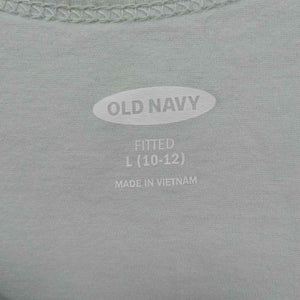 OLD NAVY
FITTED
L (10-12)
MADE IN VIETNAM